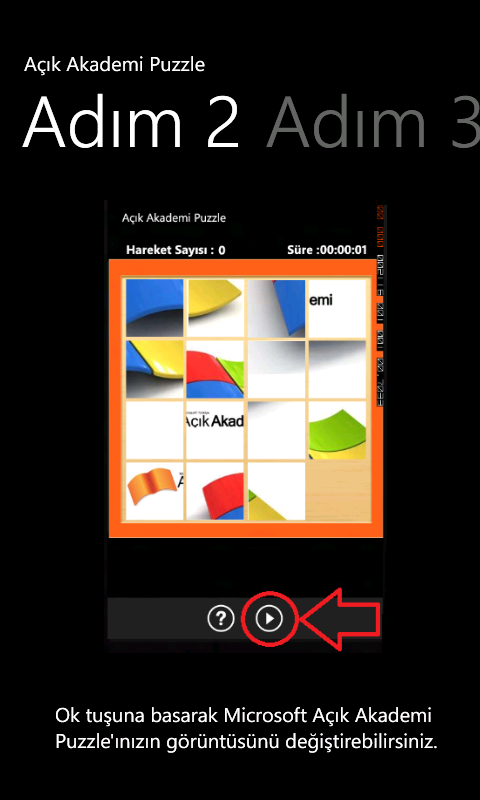 Açık Akademi Puzzle
Adım 2 Adım 3
Açık Akademi Puzzle
Hareket Sayısı : 0 Süre :00:00:01
emi
Açık Akad
?
Ok tuşuna basarak Microsoft Açık Akademi
Puzzle'ınızın görüntüsünü değiştirebilirsiniz.